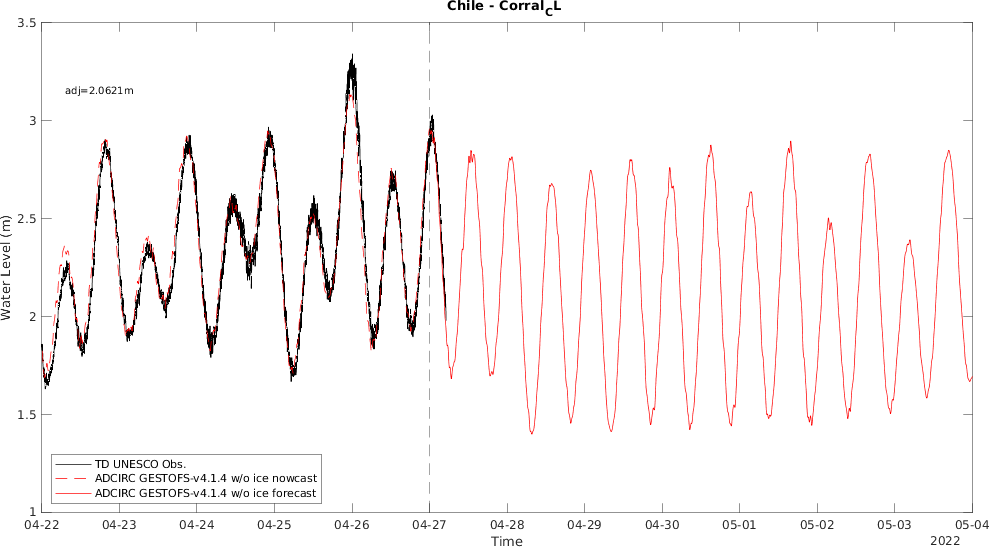 Chile - Corral_CL
3.5
adj=2.0621m
3
2.5
Water Level (m)
2
1.5
TD UNESCO Obs.
ADCIRC GESTOFS-v4.1.4 w/o ice nowcast
ADCIRC GESTOFS-v4.1.4 w/o ice forecast
1
04-22 04-23 04-24 04-25 04-26 04-27 04-28 04-29 04-30 05-01 05-02 05-03 05-04
Time
2022